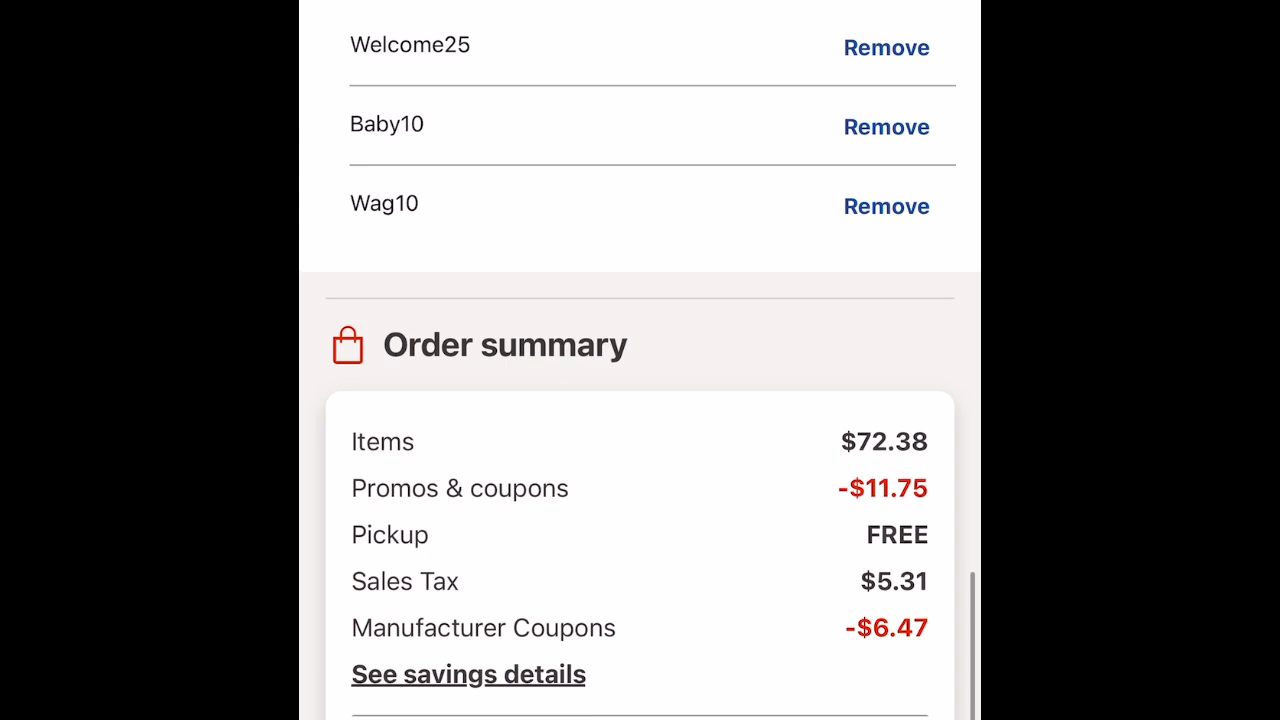 Welcome25 Remove
Baby10 Remove
Wag10 Remove
Order summary
Items $72.38
Promos & coupons -$11.75
Pickup FREE
Sales Tax $5.31
Manufacturer Coupons -$6.47
See savings details